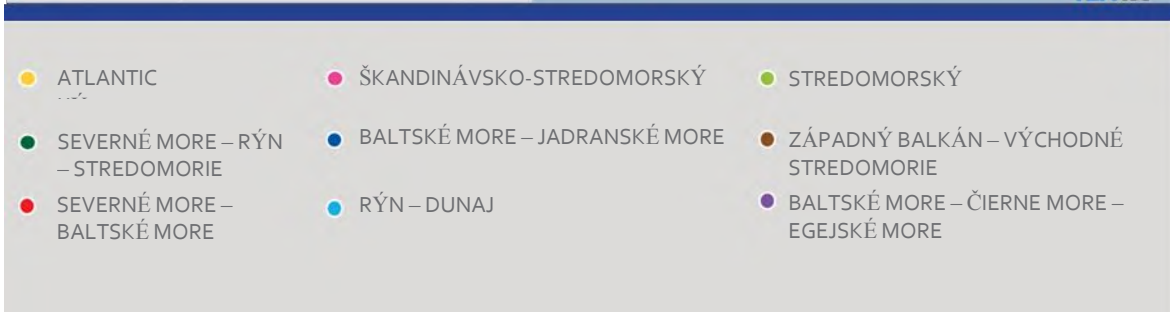 ATLANTIC
ŠKANDINÁVSKO-STREDOMORSKÝ
STREDOMORSKÝ
SEVERNÉ MORE – RÝN
– STREDOMORIE
BALTSKÉ MORE – JADRANSKÉ MORE
ZÁPADNÝ BALKÁN – VÝCHODNÉ
STREDOMORIE
SEVERNÉ MORE –
BALTSKÉ MORE
RÝN – DUNAJ
BALTSKÉ MORE – ČIERNE MORE –
EGEJSKÉ MORE